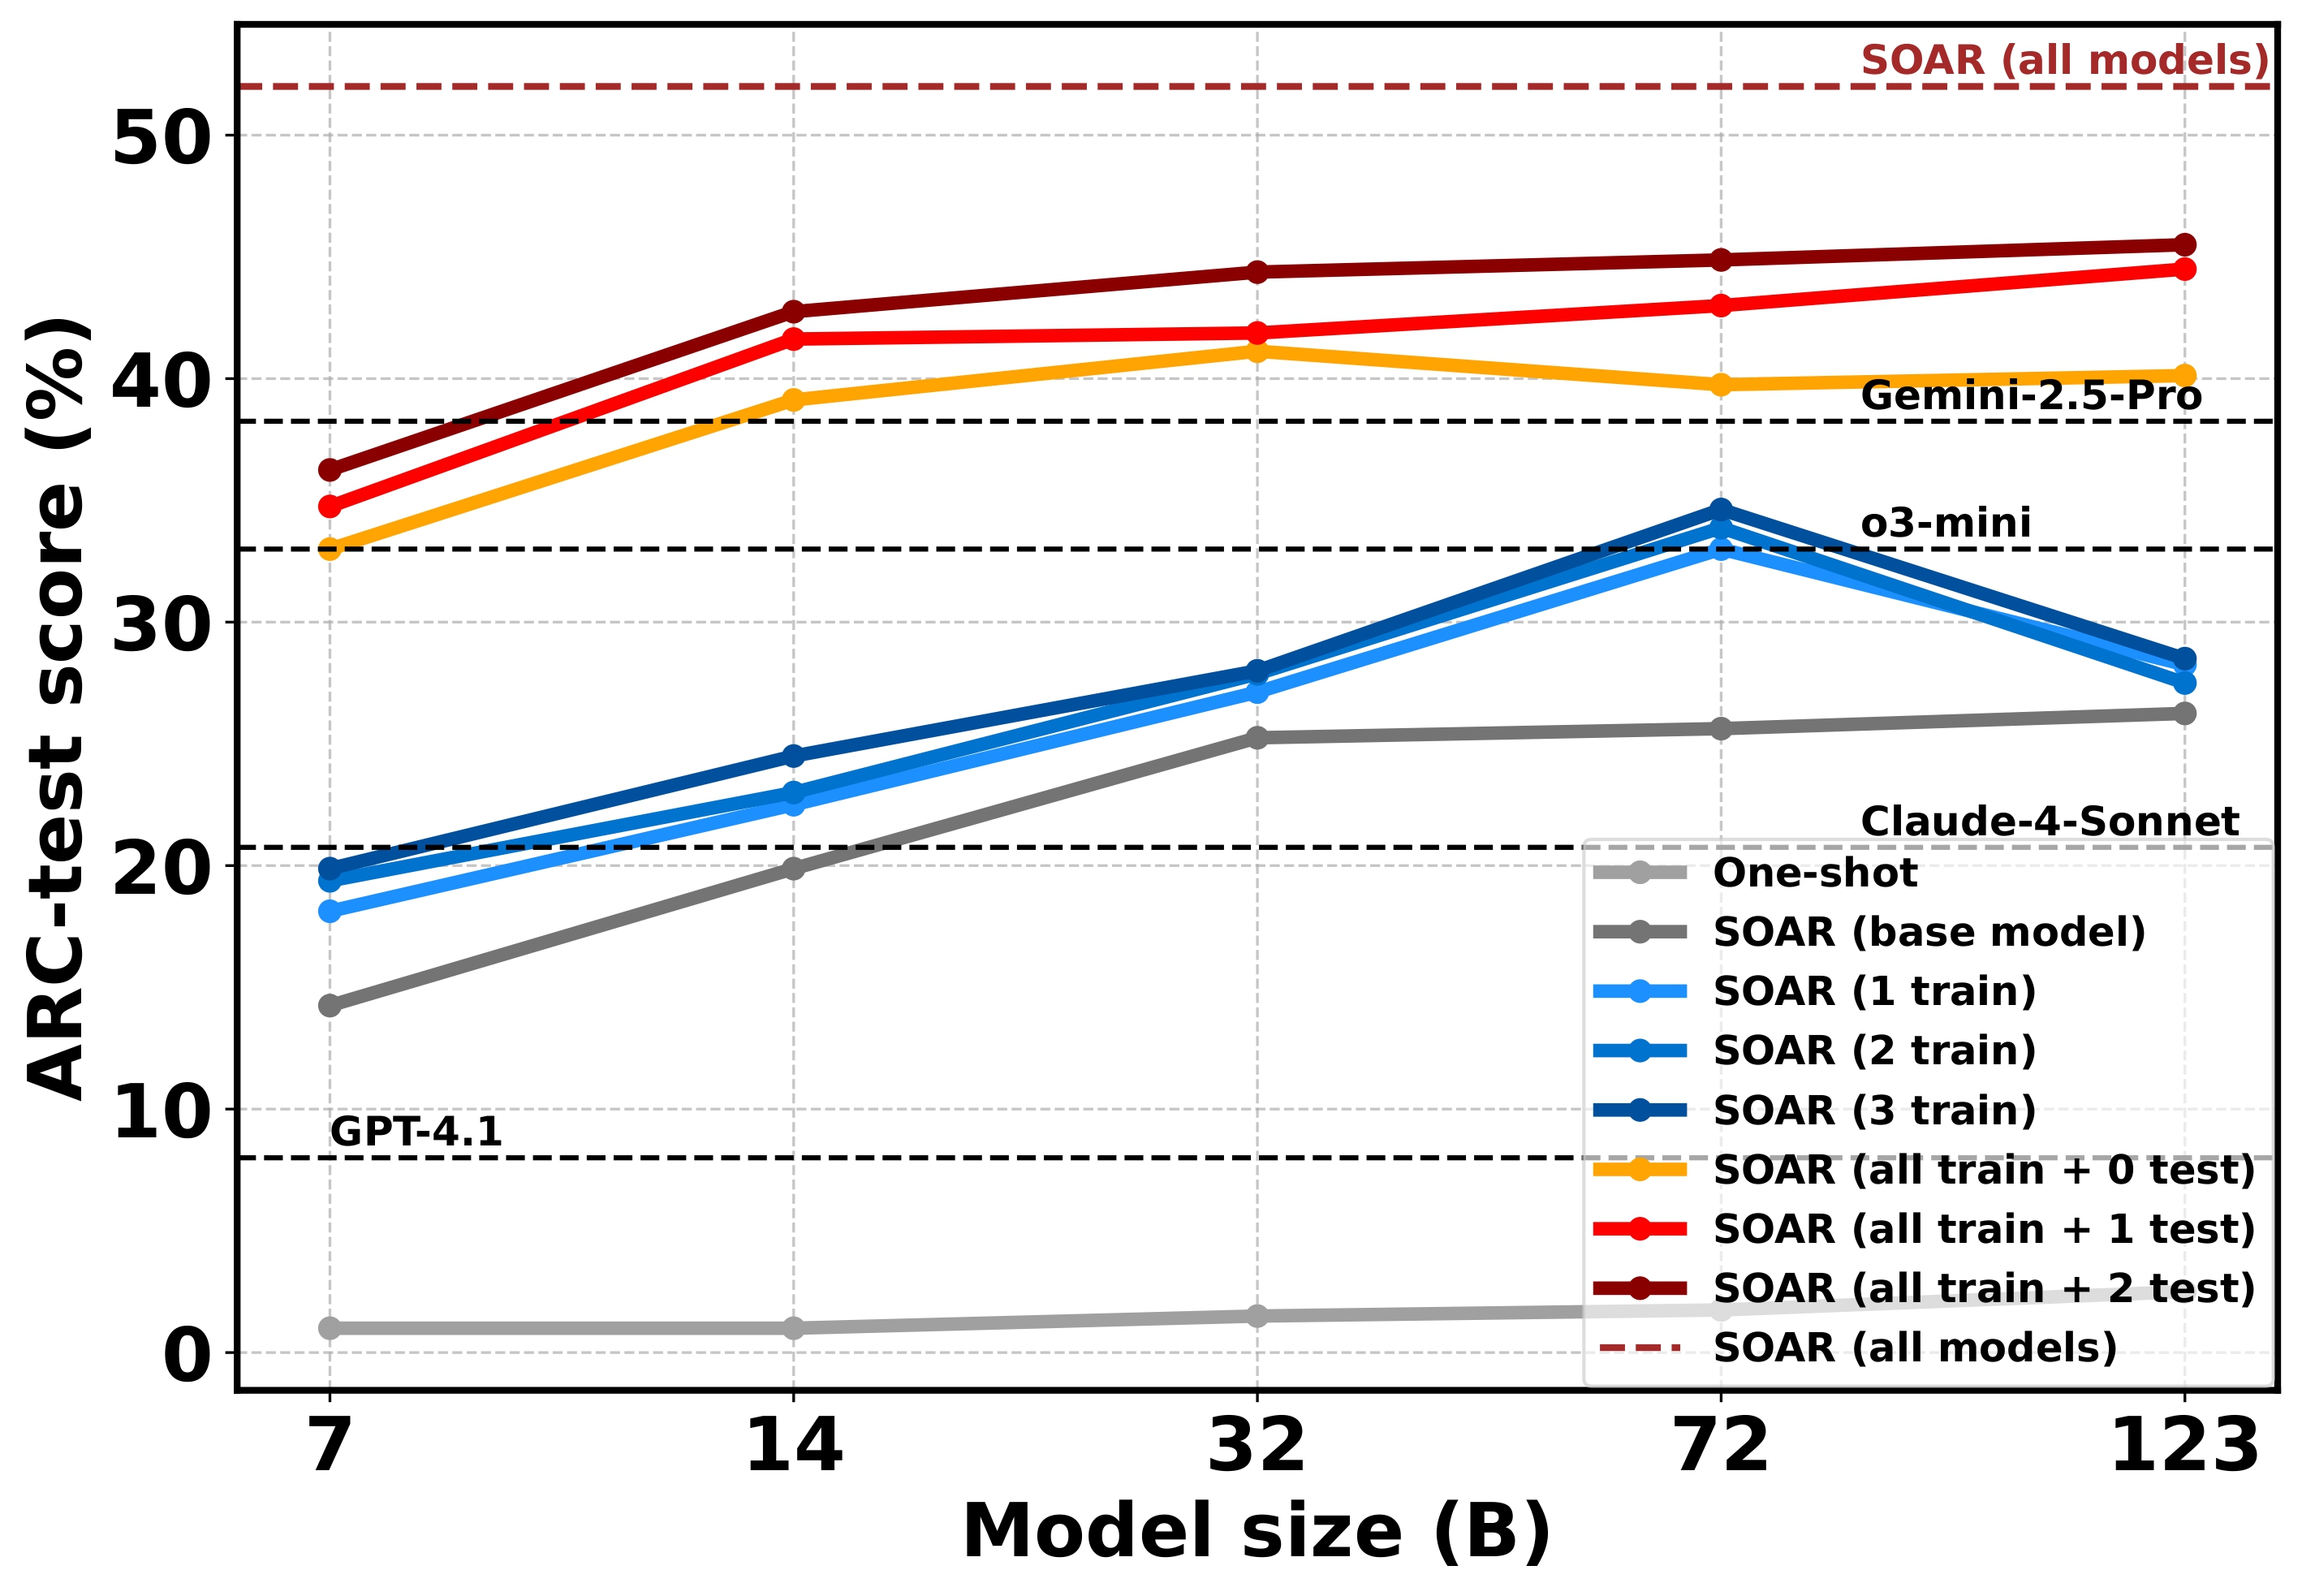 SOAR (all models)
50
40
Gemini-2.5-Pro
o3-mini
30
Claude-4-Sonnet
20
10
GPT-4.1
0
ARC-test score (%)
One-shot
SOAR (base model)
SOAR (1 train)
SOAR (2 train)
SOAR (3 train)
SOAR (all train + 0 test)
SOAR (all train + 1 test)
SOAR (all train + 2 test)
SOAR (all models)
7 14 32 72 123
Model size (B)